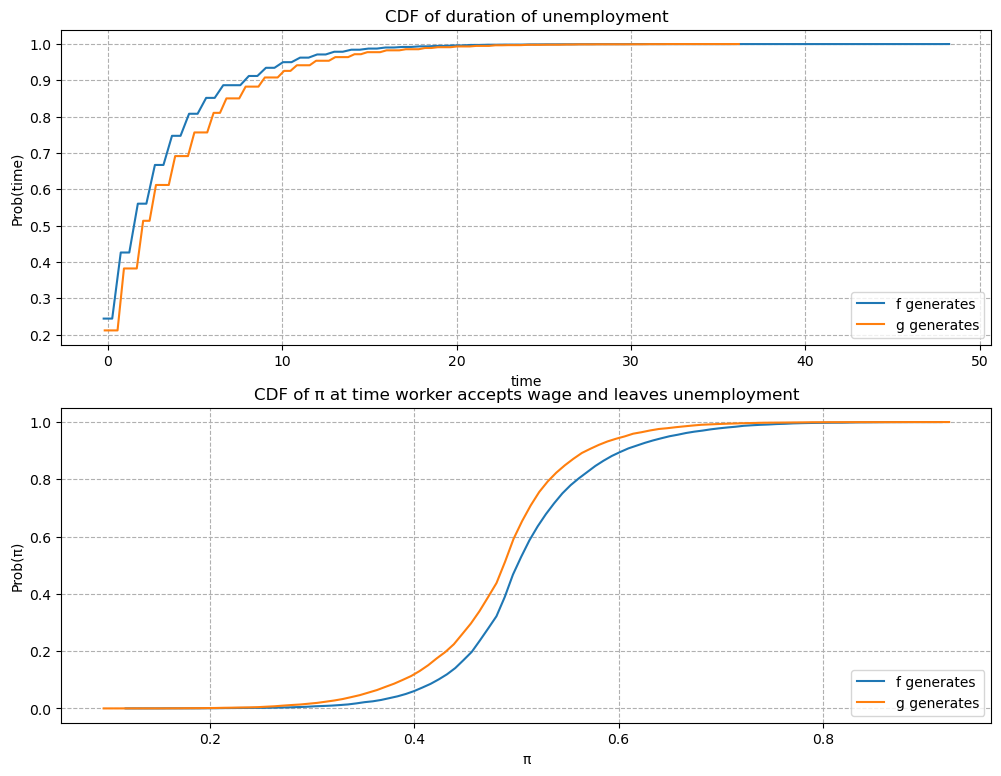 CDF of duration of unemployment
1.0
0.9
0.8
0.7
0.6
0.5
0.4
0.3
0.2
Prob(time)
f generates
g generates
0 10 20 30 40 50
time
CDF of π at time worker accepts wage and leaves unemployment
1.0
0.8
0.6
0.4
0.2
0.0
Prob(π)
f generates
g generates
0.2 0.4 0.6 0.8
π